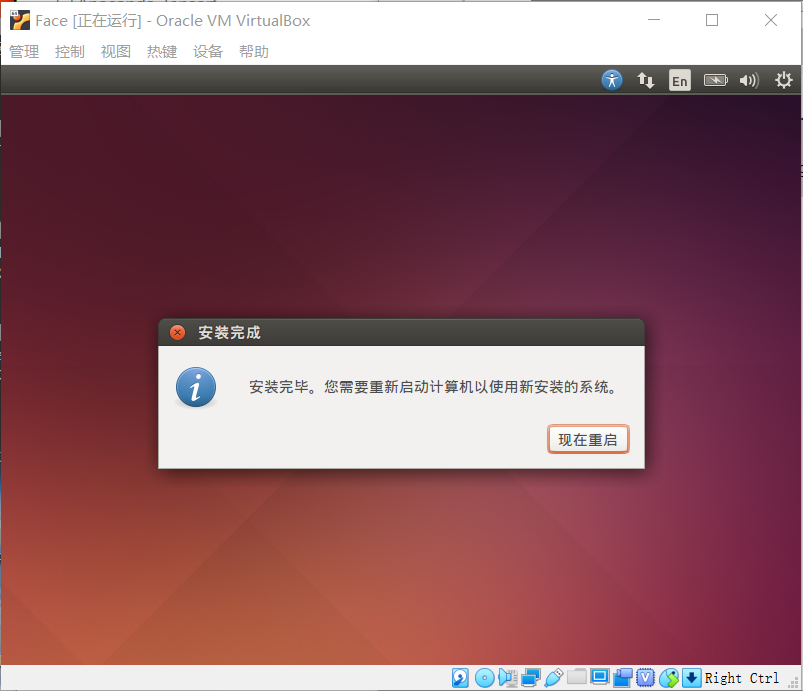 Face [正在运行] - Oracle VM VirtualBox
管理 控制 视图 热键 设备 帮助
En
安装完成
安装完毕。您需要重新启动计算机以使用新安装的系统。
现在重启
V
Right Ctrl